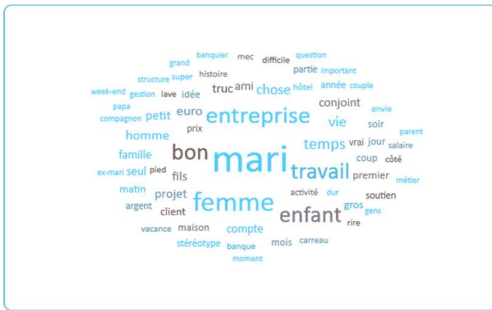 banquier mec difficile question
grand partie important
structure super histoire
week-end gestion lave idée truc ami chose hôtel année couple
papa conjoint
compagnon petit euro entreprise vie envie
prix soir
homme temps vrai jour parent
salaire
famille bon mari coup côté
ex-mari seul pied fils travail premier métier
matin projet femme activité dur soutien
argent enfant gros gens
client rire
vacance maison compte
stéréotype banque mois carreau
moment